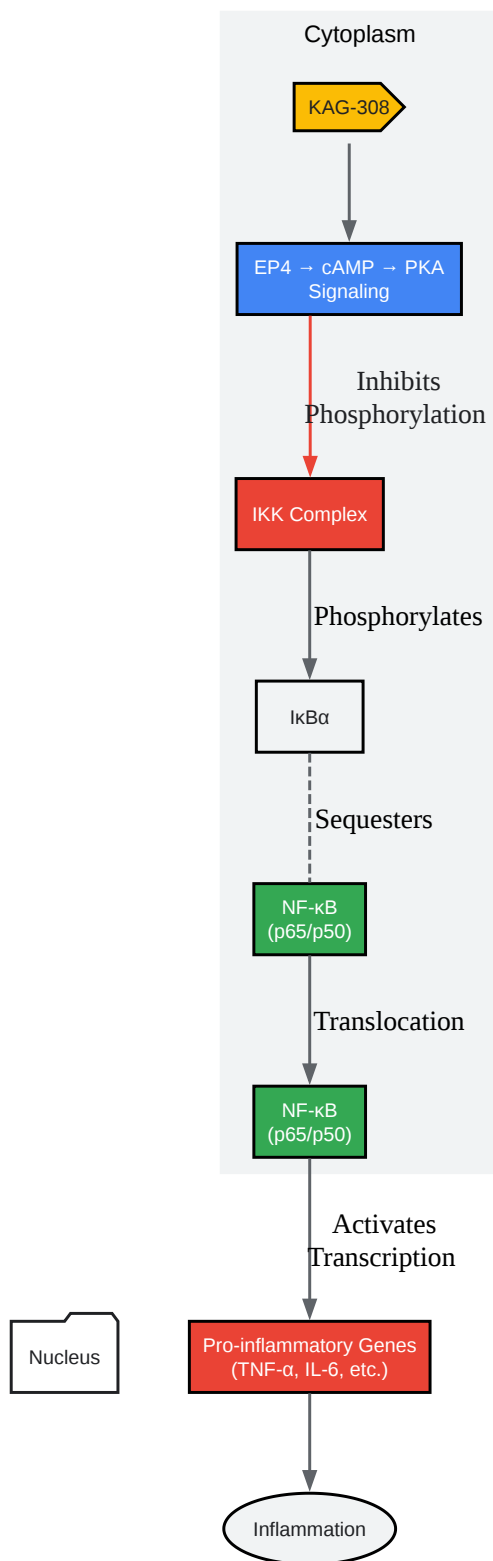 Cytoplasm
KAG-308
EP4 → cAMP → PKA
Signaling
Inhibits
Phosphorylation
IKK Complex
Phosphorylates
IκBα
Sequesters
NF-κB
(p65/p50)
Translocation
NF-κB
(p65/p50)
Activates
Transcription
Nucleus
Pro-inflammatory Genes
(TNF-α, IL-6, etc.)
Inflammation